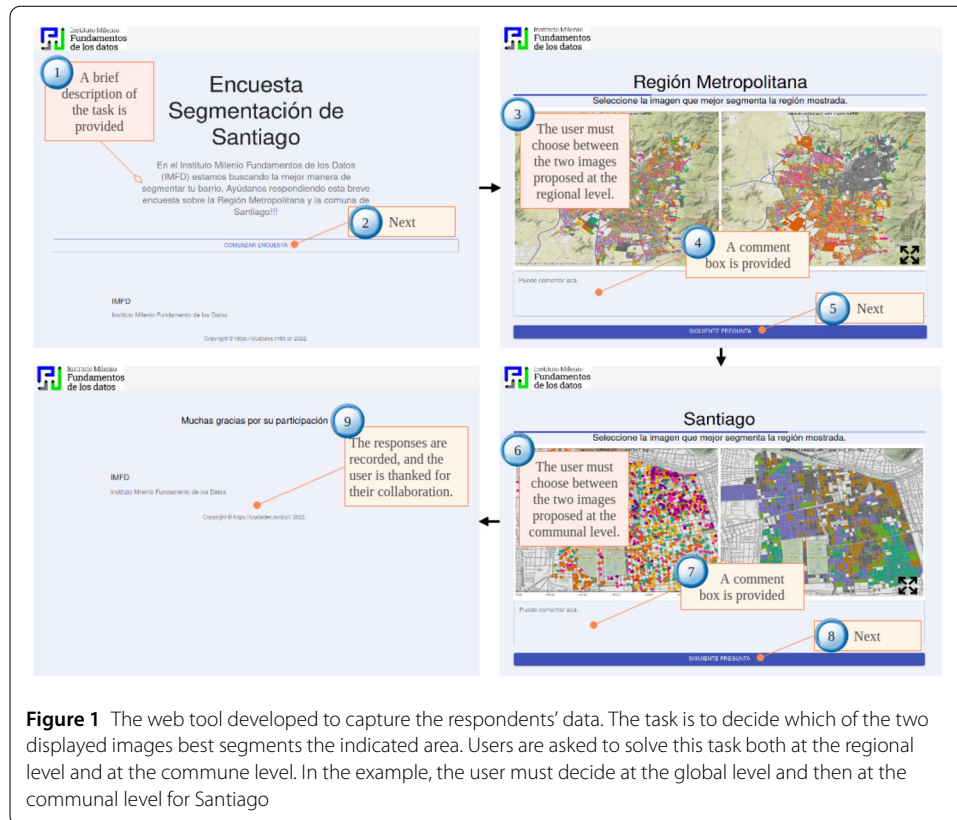 Instituto Milenio
Fundamentos
de los datos
1
A brief
description of
the task is
provided
Encuesta
Segmentación de
Santiago
En el Instituto Milenio Fundamentos de los Datos
(IMFD) estamos buscando la mejor manera de
segmentar tu barrio. Ayúdanos respondiendo esta breve
encuesta sobre la Región Metropolitana y la comuna de
Santiago!!!
2
Next
COMENZAR ENCUESTA
IMFD
Instituto Milenio Fundamento de los Datos
Copyright © https://ciudades.imfd.cl/ 2022
Instituto Milenio
Fundamentos
de los datos
Región Metropolitana
Seleccione la imagen que mejor segmenta la región mostrada.
3
The user must
choose between
the two images
proposed at the
regional level.
4
A comment
box is provided
Puede comentar acá.
5
Next
SIGUIENTE PREGUNTA
Instituto Milenio
Fundamentos
de los datos
Santiago
Seleccione la imagen que mejor segmenta la región mostrada.
6
The user must
choose between
the two images
proposed at the
communal level.
7
A comment
box is provided
Puede comentar acá.
8
Next
SIGUIENTE PREGUNTA
Instituto Milenio
Fundamentos
de los datos
Muchas gracias por su participación
9
The responses are
recorded, and the
user is thanked for
their collaboration.
IMFD
Instituto Milenio Fundamento de los Datos
Copyright © https://ciudades.imfd.cl/ 2022
Figure 1 The web tool developed to capture the respondents' data. The task is to decide which of the two
displayed images best segments the indicated area. Users are asked to solve this task both at the regional
level and at the commune level. In the example, the user must decide at the global level and then at the
communal level for Santiago